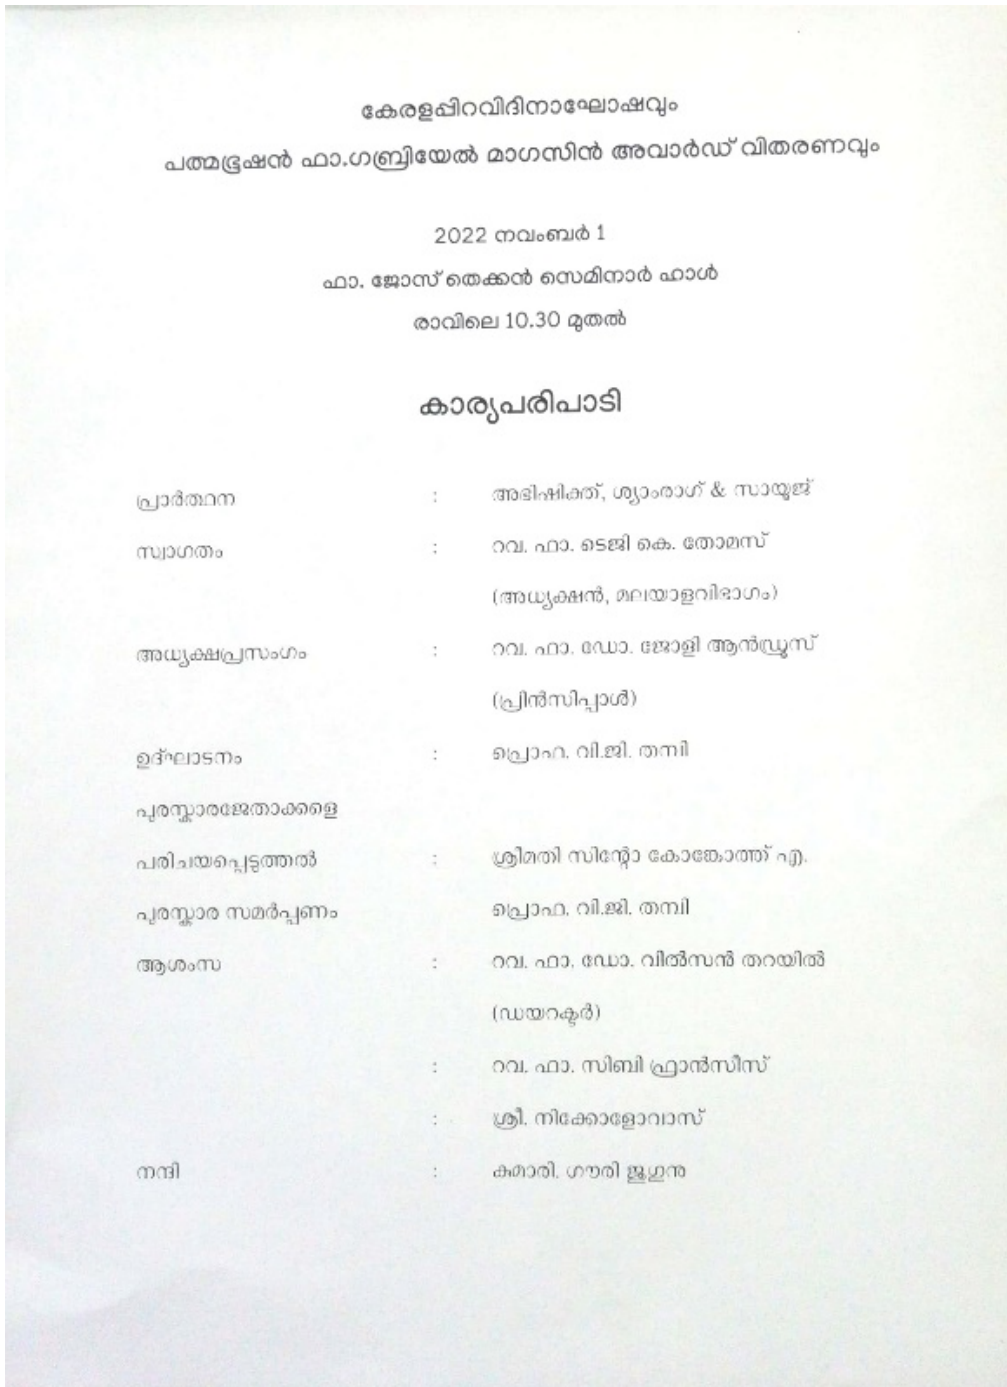 കേരളപ്പിറവിദിനാഘോഷവും
പത്മഭൂഷൻ ഫാ.ഗബ്രിയേൽ മാഗസിൻ അവാർഡ് വിതരണവും
2022 നവംബർ 1
ഫാ. ജോസ് തെക്കൻ സെമിനാർ ഹാൾ
രാവിലെ 10.30 മുതൽ
കാര്യപരിപാടി
പ്രാർത്ഥന : അഭിഷിക്ത്, ശ്യാംരാഗ് & സായൂജ്
സ്വാഗതം : റവ. ഫാ. ടെജി കെ. തോമസ്
(അധ്യക്ഷൻ, മലയാളവിഭാഗം)
അധ്യക്ഷപ്രസംഗം : റവ. ഫാ. ഡോ. ജോളി ആൻഡ്രൂസ്
(പ്രിൻസിപ്പാൾ)
ഉദ്ഘാടനം : പ്രൊഫ. വി.ജി. തമ്പി
പുരസ്കാരജേതാക്കളെ
പരിചയപ്പെടുത്തൽ : ശ്രീമതി സിന്റോ കോങ്കോത്ത് എ.
പുരസ്കാര സമർപ്പണം പ്രൊഫ. വി.ജി. തമ്പി
ആശംസ : റവ. ഫാ. ഡോ. വിൽസൻ തറയിൽ
(ഡയറക്ടർ)
: റവ. ഫാ. സിബി ഫ്രാൻസീസ്
: ശ്രീ. നിക്കോളോവാസ്
നന്ദി : കുമാരി. ഗൗരി ജുഗുനു